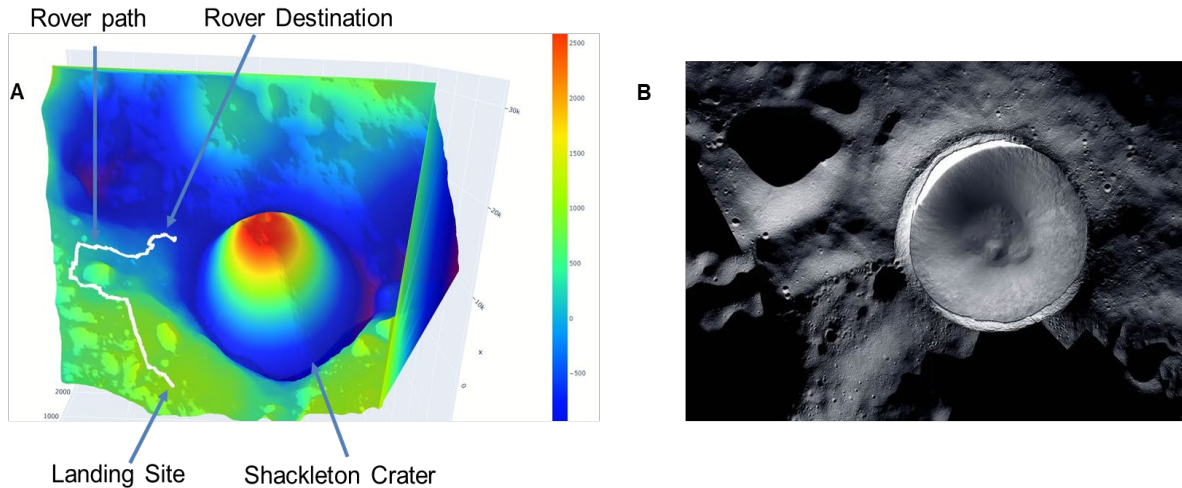 Rover path
Rover Destination
A
B
2500
2000
1500
1000
500
0
−500
−30k
−20k
−10k
x
0
2000
1000
Landing Site
Shackleton Crater